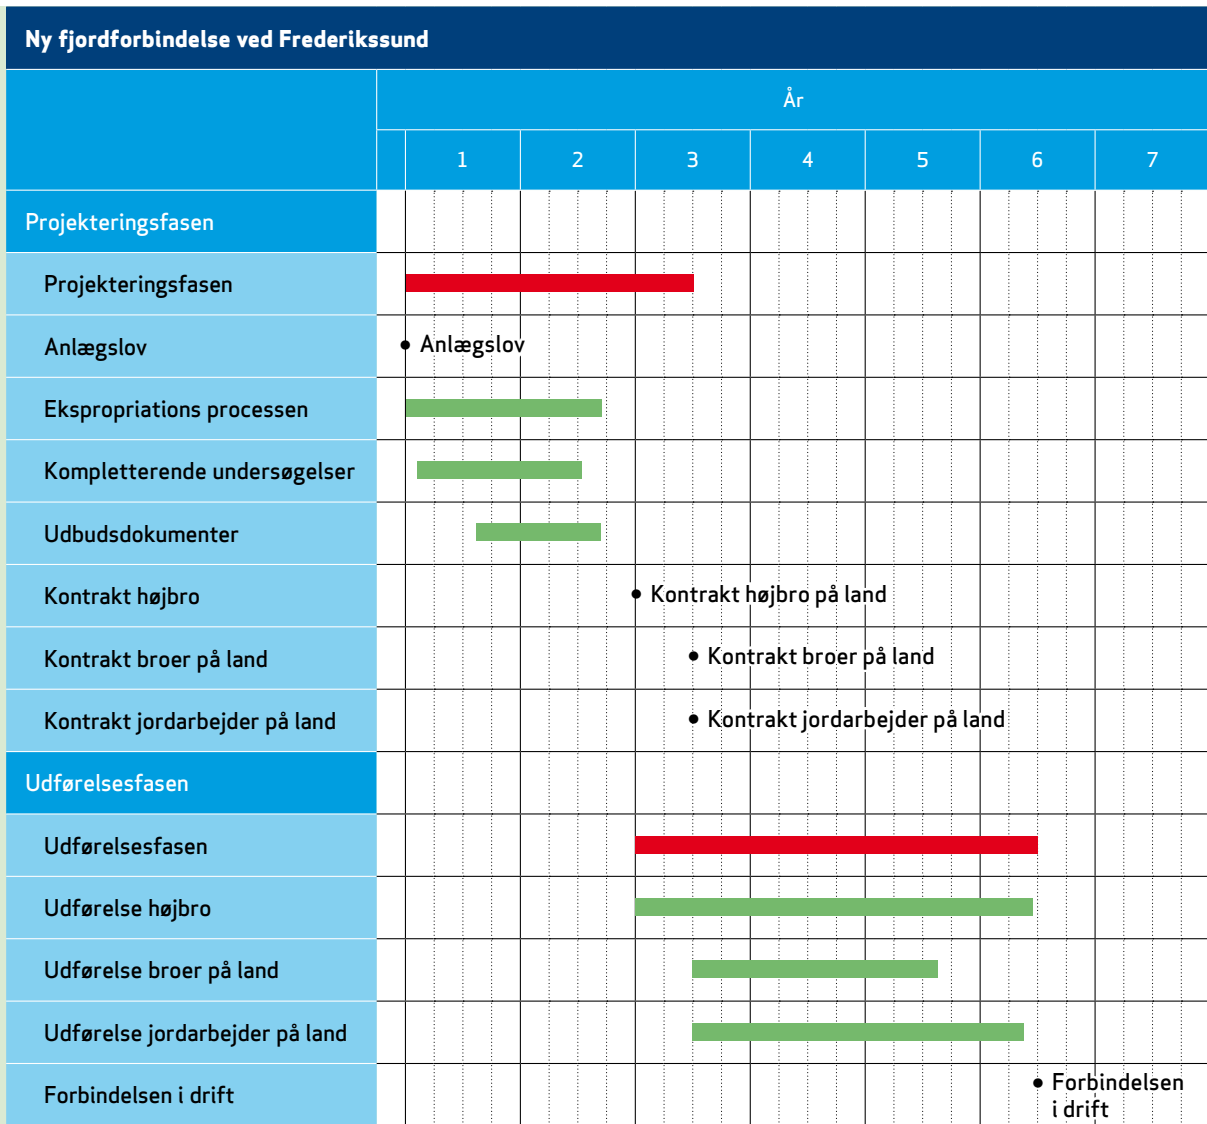 Ny fjordforbindelse ved Frederikssund
År
1 2 3 4 5 6 7
Projekteringsfasen
Projekteringsfasen
Anlægslov • Anlægslov
Ekspropriations processen
Kompletterende undersøgelser
Udbudsdokumenter
Kontrakt højbro • Kontrakt højbro på land
Kontrakt broer på land • Kontrakt broer på land
Kontrakt jordarbejder på land • Kontrakt jordarbejder på land
Udførelsesfasen
Udførelsesfasen
Udførelse højbro
Udførelse broer på land
Udførelse jordarbejder på land
Forbindelsen i drift • Forbindelsen
i drift